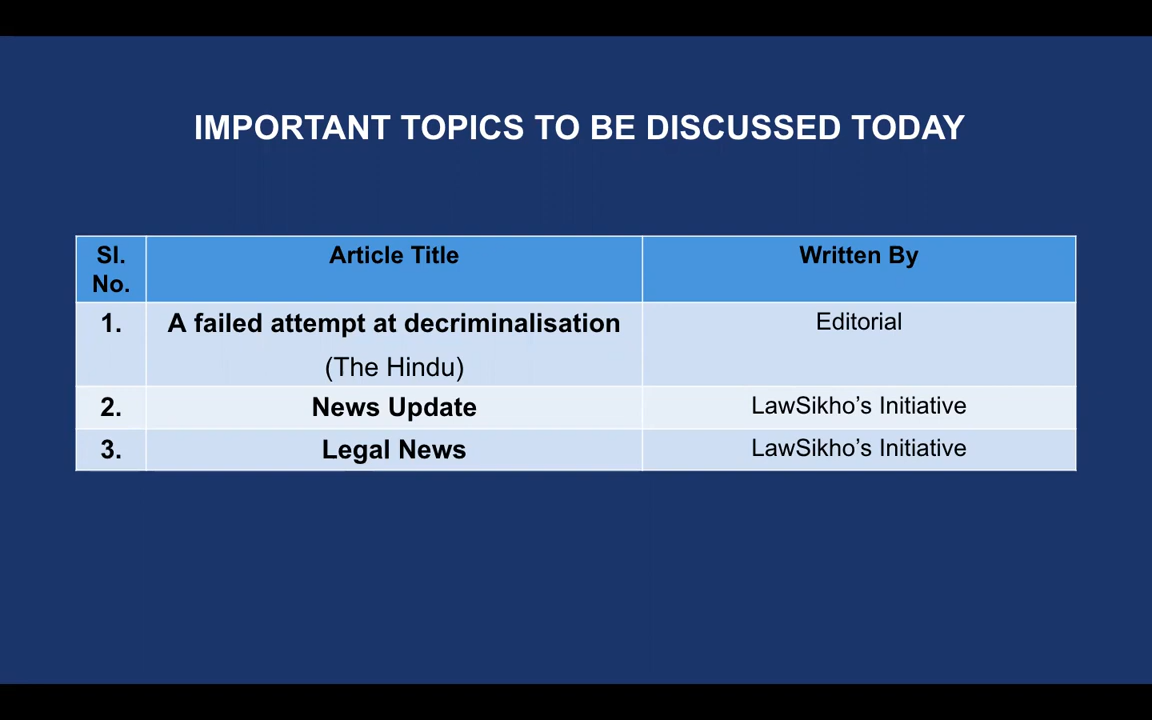 IMPORTANT TOPICS TO BE DISCUSSED TODAY
Sl. No.
Article Title
Written By
1.
A failed attempt at decriminalisation
(The Hindu)
Editorial
2.
News Update
LawSikho’s Initiative
3.
Legal News
LawSikho’s Initiative